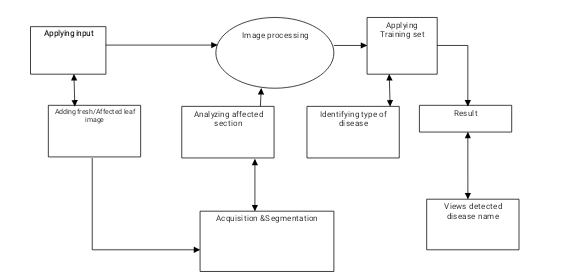 Applying input
Image processing
Applying
Training set
Adding fresh/Affected leaf
image
Analyzing affected
section
Identifying type of
disease
Result
Acquisition &Segmentation
Views detected
disease name